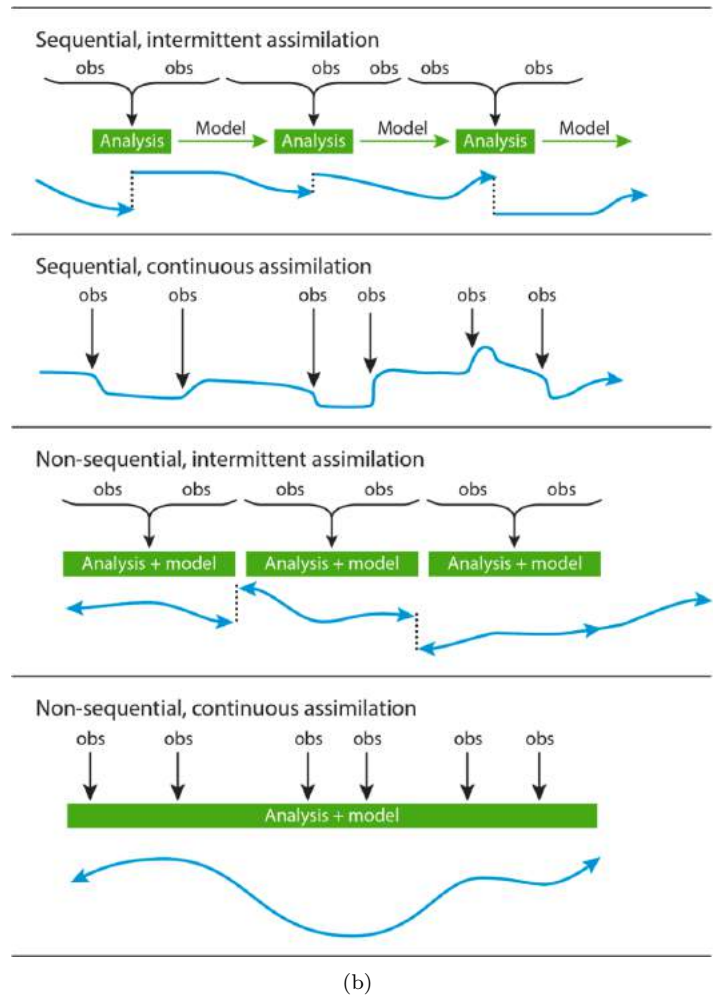 Sequential, intermittent assimilation
obs obs obs obs obs obs
Analysis Model Analysis Model Analysis Model
Sequential, continuous assimilation
obs obs obs obs obs obs
Non-sequential, intermittent assimilation
obs obs obs obs obs obs
Analysis + model Analysis + model Analysis + model
Non-sequential, continuous assimilation
obs obs obs obs obs obs
Analysis + model
(b)